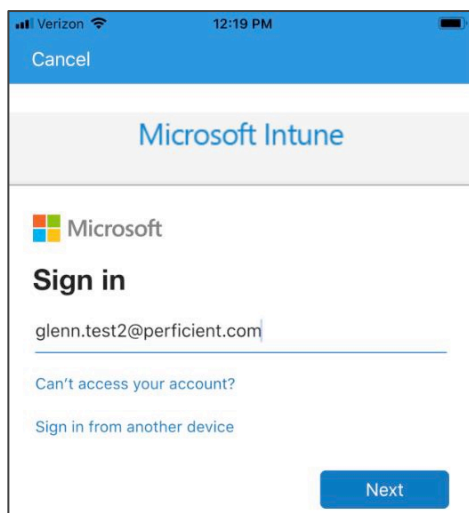 Verizon 12:19 PM
Cancel
Microsoft Intune
Microsoft
Sign in
glenn.test2@perficient.com
Can't access your account?
Sign in from another device
Next